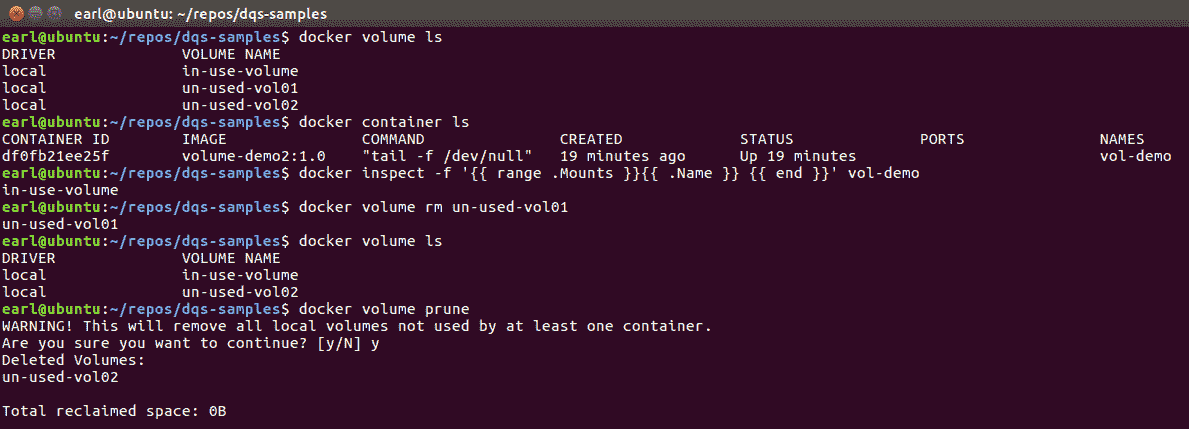 earl@ubuntu: ~/repos/dqs-samples
earl@ubuntu:~/repos/dqs-samples$ docker volume ls
DRIVER              VOLUME NAME
local               in-use-volume
local               un-used-vol01
local               un-used-vol02
earl@ubuntu:~/repos/dqs-samples$ docker container ls
CONTAINER ID        IMAGE               COMMAND               CREATED             STATUS              PORTS               NAMES
df0fb21ee25f        volume-demo2:1.0    "tail -f /dev/null"   19 minutes ago      Up 19 minutes                           vol-demo
earl@ubuntu:~/repos/dqs-samples$ docker inspect -f '{{ range .Mounts }}{{ .Name }} {{ end }}' vol-demo
in-use-volume
earl@ubuntu:~/repos/dqs-samples$ docker volume rm un-used-vol01
un-used-vol01
earl@ubuntu:~/repos/dqs-samples$ docker volume ls
DRIVER              VOLUME NAME
local               in-use-volume
local               un-used-vol02
earl@ubuntu:~/repos/dqs-samples$ docker volume prune
WARNING! This will remove all local volumes not used by at least one container.
Are you sure you want to continue? [y/N] y
Deleted Volumes:
un-used-vol02
Total reclaimed space: 0B